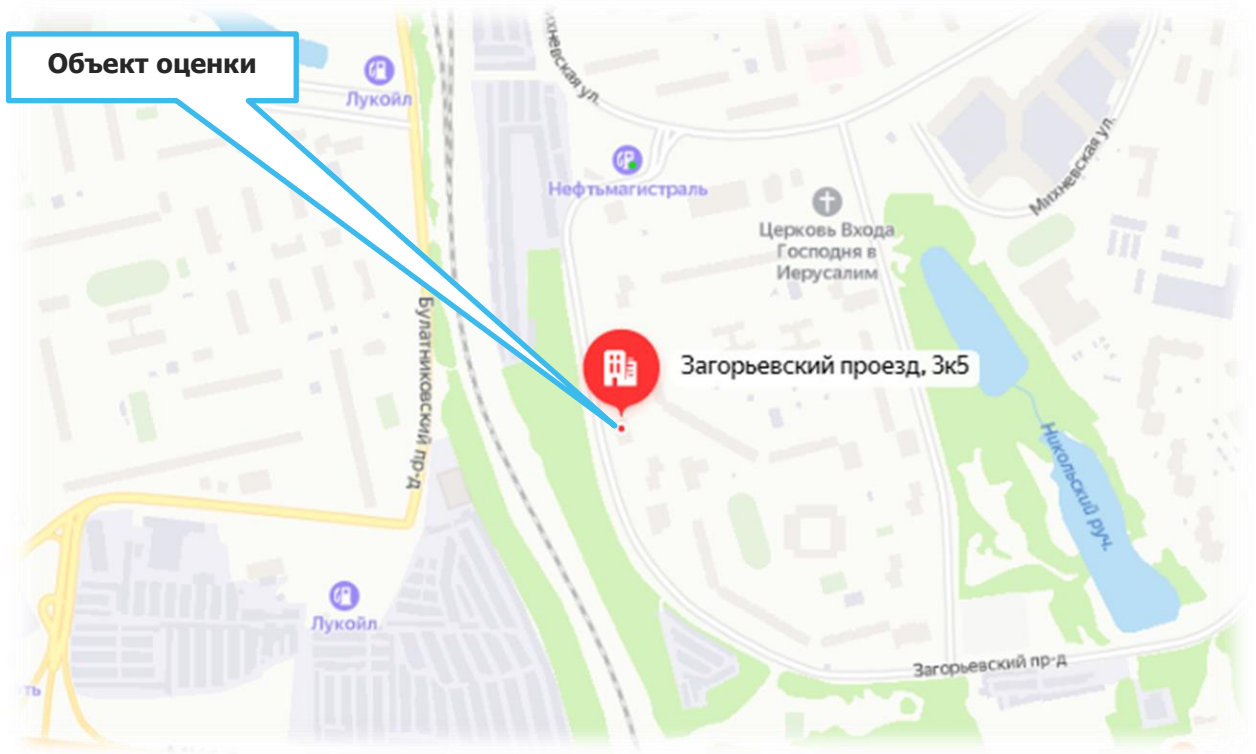 Михневская ул.
Объект оценки
Лукойл
Нефтьмагистраль
Михневская ул.
Церковь Входа
Господня в
Иерусалим
Булатниковский пр-д
Загорьевский проезд, 3к5
Никольский руч.
Лукойл
Загорьевский пр-д
ть